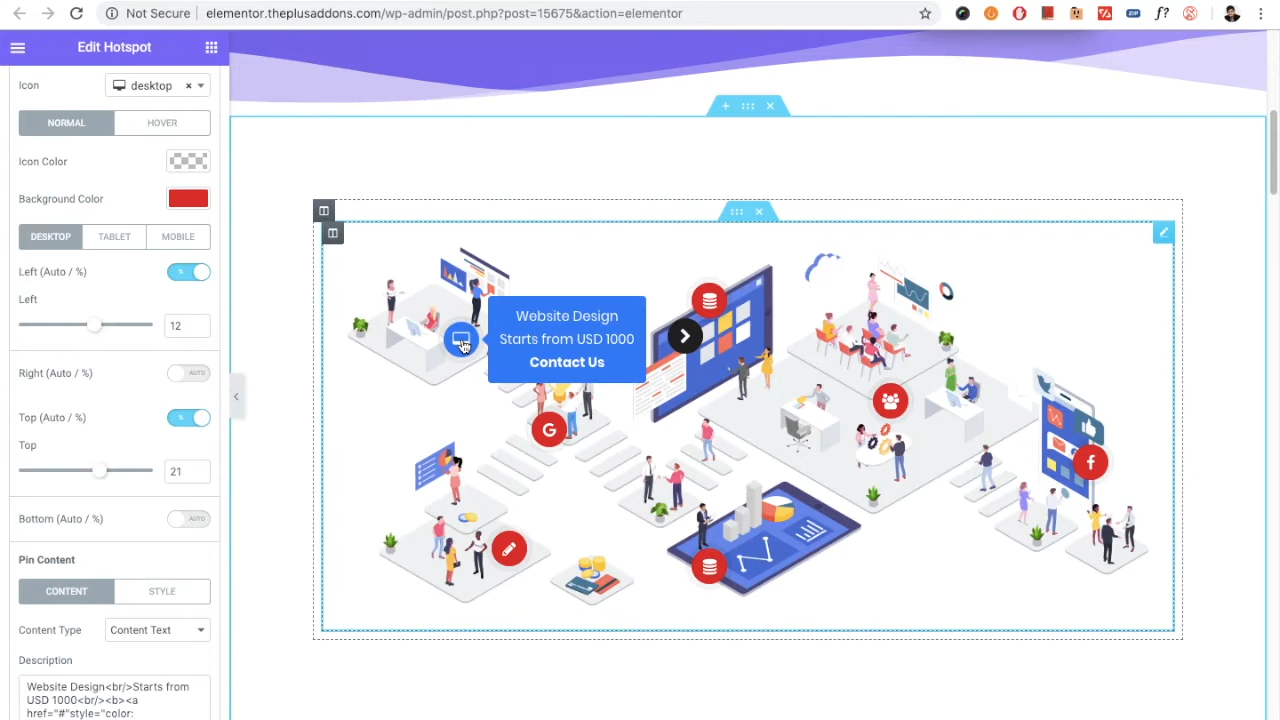 Not Secure | elementor.theplusaddons.com/wp-admin/post.php?post=15675&action=elementor
ZIP
f?
Edit Hotspot
Icon
desktop
×
NORMAL
HOVER
Icon Color
Background Color
DESKTOP
TABLET
MOBILE
Left (Auto / %)
%
Left
12
Right (Auto / %)
AUTO
Top (Auto / %)
%
Top
21
Bottom (Auto / %)
AUTO
Pin Content
CONTENT
STYLE
Content Type
Content Text
Description
Website Design<br/>Starts from
USD 1000<br/><b><a
href="#"style="color:
Website Design
Starts from USD 1000
Contact Us
G
f